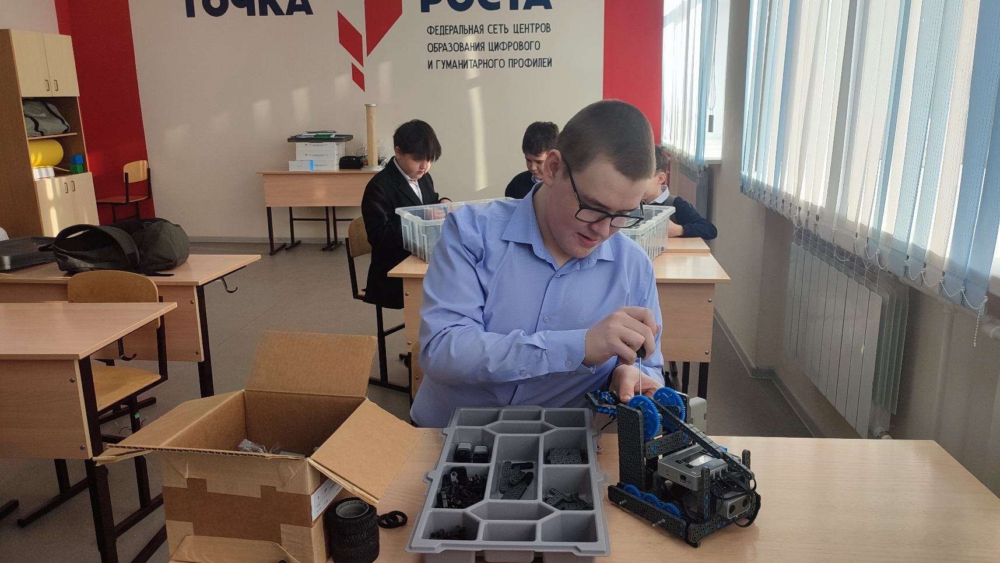 ТОЧКА РОСТА
ФЕДЕРАЛЬНАЯ СЕТЬ ЦЕНТРОВ
ОБРАЗОВАНИЯ ЦИФРОВОГО
И ГУМАНИТАРНОГО ПРОФИЛЕЙ